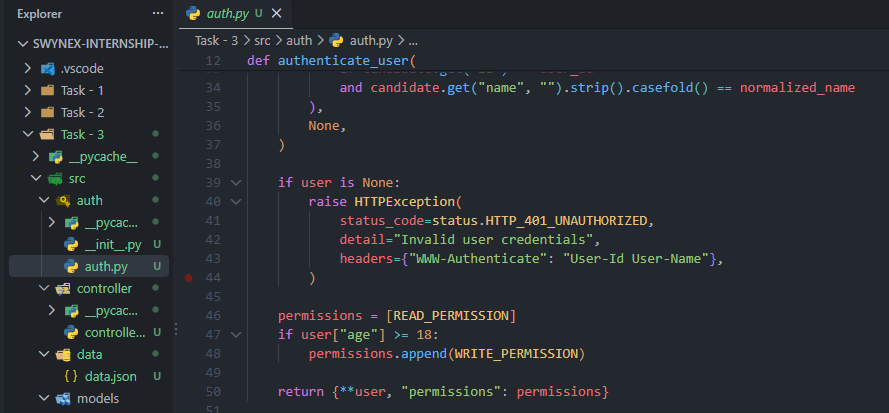 Explorer
...
SWYNEX-INTERNSHIP-...
.vscode
Task - 1
Task - 2
Task - 3
__pycache__
src
auth
__pycac...
__init__.py U
auth.py U
controller
__pycac...
controlle... U
data
{ } data.json U
models
auth.py U
Task - 3 > src > auth > auth.py > ...
12 def authenticate_user(
34 and candidate.get("name", "").strip().casefold() == normalized_name
35 ),
36 None,
37 )
38
39 if user is None:
40 raise HTTPException(
41 status_code=status.HTTP_401_UNAUTHORIZED,
42 detail="Invalid user credentials",
43 headers={"WWW-Authenticate": "User-Id User-Name"},
44 )
45
46 permissions = [READ_PERMISSION]
47 if user["age"] >= 18:
48 permissions.append(WRITE_PERMISSION)
49
50 return {**user, "permissions": permissions}
51